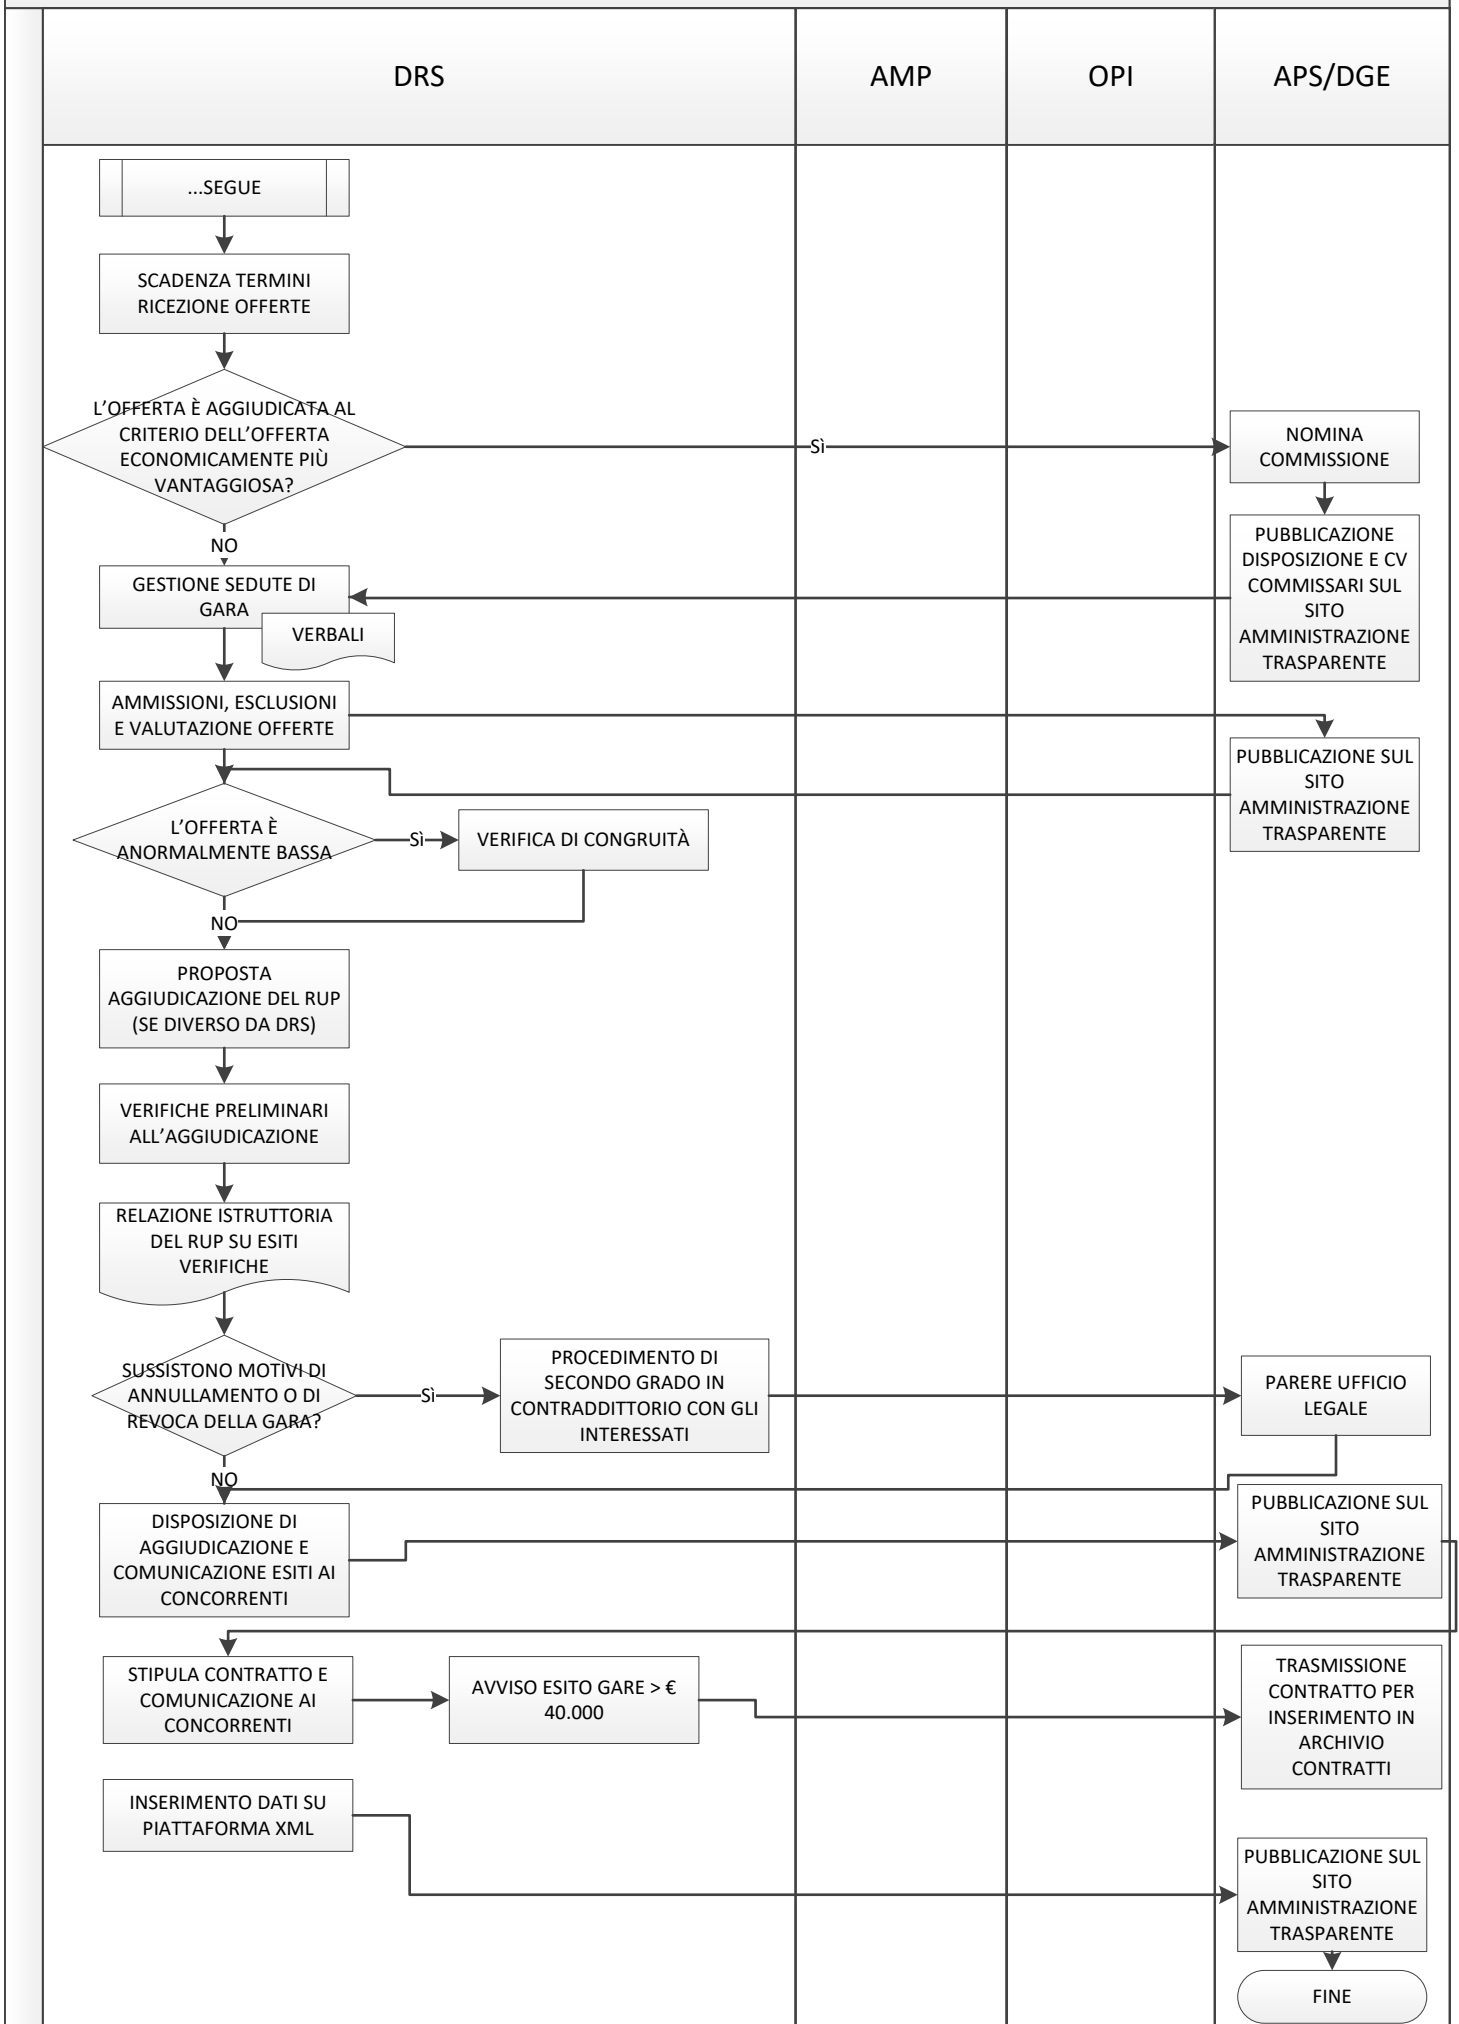 DRS
AMP
OPI
APS/DGE
...SEGUE
SCADENZA TERMINI
RICEZIONE OFFERTE
L'OFFERTA È AGGIUDICATA AL
CRITERIO DELL'OFFERTA
ECONOMICAMENTE PIÙ
VANTAGGIOSA?
Sì
NOMINA
COMMISSIONE
NO
PUBBLICAZIONE
DISPOSIZIONE E CV
COMMISSARI SUL
SITO
AMMINISTRAZIONE
TRASPARENTE
GESTIONE SEDUTE DI
GARA
VERBALI
AMMISSIONI, ESCLUSIONI
E VALUTAZIONE OFFERTE
PUBBLICAZIONE SUL
SITO
AMMINISTRAZIONE
TRASPARENTE
L'OFFERTA È
ANORMALMENTE BASSA
Sì
VERIFICA DI CONGRUITÀ
NO
PROPOSTA
AGGIUDICAZIONE DEL RUP
(SE DIVERSO DA DRS)
VERIFICHE PRELIMINARI
ALL'AGGIUDICAZIONE
RELAZIONE ISTRUTTORIA
DEL RUP SU ESITI
VERIFICHE
SUSSISTONO MOTIVI DI
ANNULLAMENTO O DI
REVOCA DELLA GARA?
Sì
PROCEDIMENTO DI
SECONDO GRADO IN
CONTRADDITTORIO CON GLI
INTERESSATI
PARERE UFFICIO
LEGALE
NO
DISPOSIZIONE DI
AGGIUDICAZIONE E
COMUNICAZIONE ESITI AI
CONCORRENTI
PUBBLICAZIONE SUL
SITO
AMMINISTRAZIONE
TRASPARENTE
STIPULA CONTRATTO E
COMUNICAZIONE AI
CONCORRENTI
AVVISO ESITO GARE > €
40.000
TRASMISSIONE
CONTRATTO PER
INSERIMENTO IN
ARCHIVIO
CONTRATTI
INSERIMENTO DATI SU
PIATTAFORMA XML
PUBBLICAZIONE SUL
SITO
AMMINISTRAZIONE
TRASPARENTE
FINE